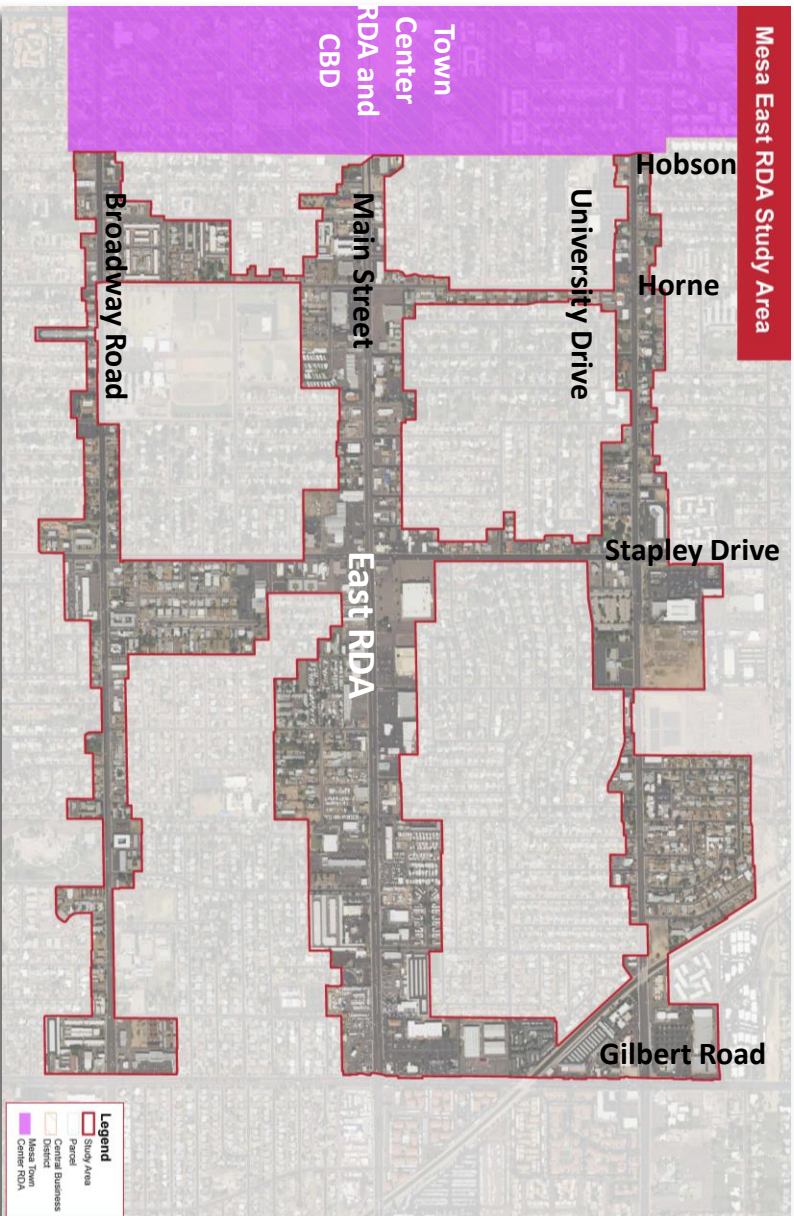 Mesa East RDA Study Area
Town
Center
RDA and
CBD
Hobson
Horne
Stapley Drive
Gilbert Road
University Drive
Main Street
Broadway Road
East RDA
Legend
Study Area
Parcel
Central Business
District
Mesa Town
Center RDA